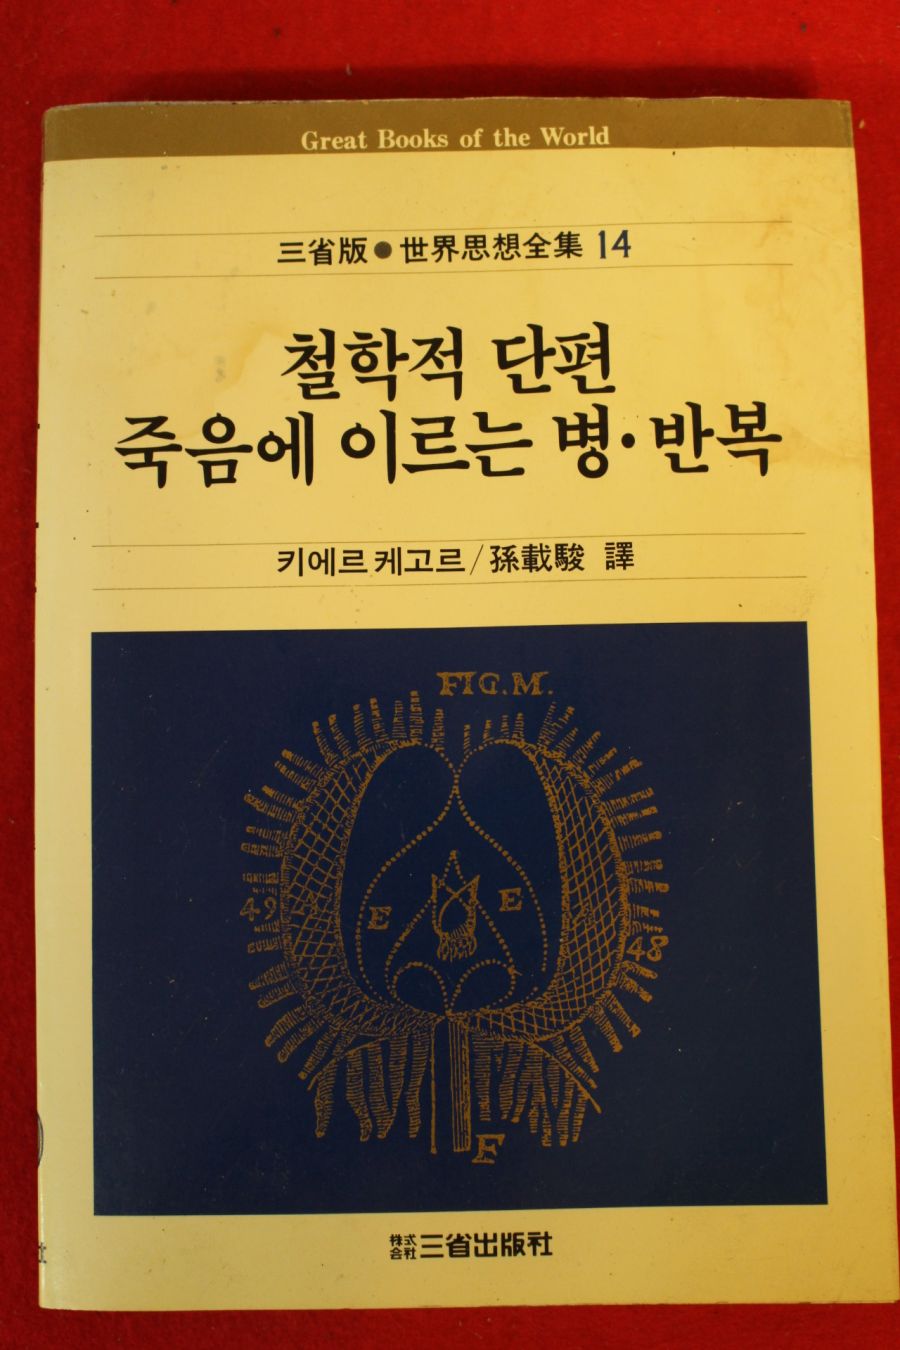 Great Books of the World
三省版●世界思想全集 14
철학적 단편
죽음에 이르는 병·반복
키에르케고르/孫載駿 譯
FIG.M.
E E
49 48
F
株式会社 三省出版社